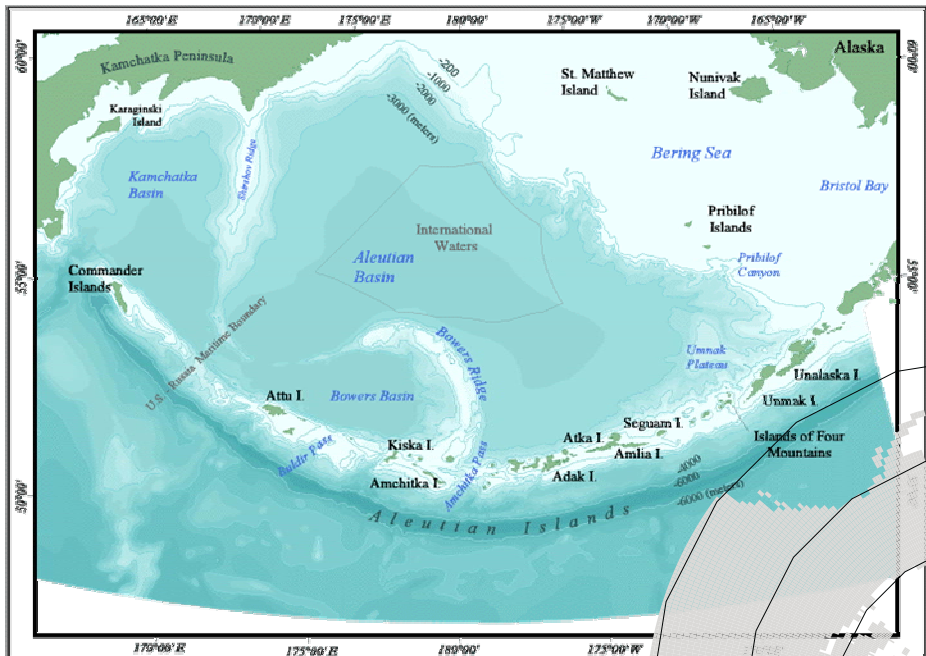 165°00' E 170°00' E 175°00' E 180°00' 175°00' W 170°00' W 165°00' W
60°00'
Kamchatka Peninsula
Alaska
-200
-1000
-2000
-3000 (meters)
St. Matthew
Island
Nunivak
Island
Karaginski
Island
Shirshov Ridge
Bering Sea
Kamchatka
Basin
Bristol Bay
Pribilof
Islands
International
Waters
Aleutian
Basin
Pribilof
Canyon
Commander
Islands
55°00'
55°00'
U.S. Russia Maritime Boundary
Bowers Ridge
Umnak
Plateau
Unalaska I.
Attu I.
Bowers Basin
Unmak I.
Seguam I.
Buldir Pass
Kiska I.
Atka I.
Amlia I.
Islands of Four
Mountains
Amchitka I.
Amchitka Pass
Adak I.
-4000
-6000
-6000 (meters)
50°00'
Aleutian Islands
170°00' E 175°00' E 180°00' 175°00' W